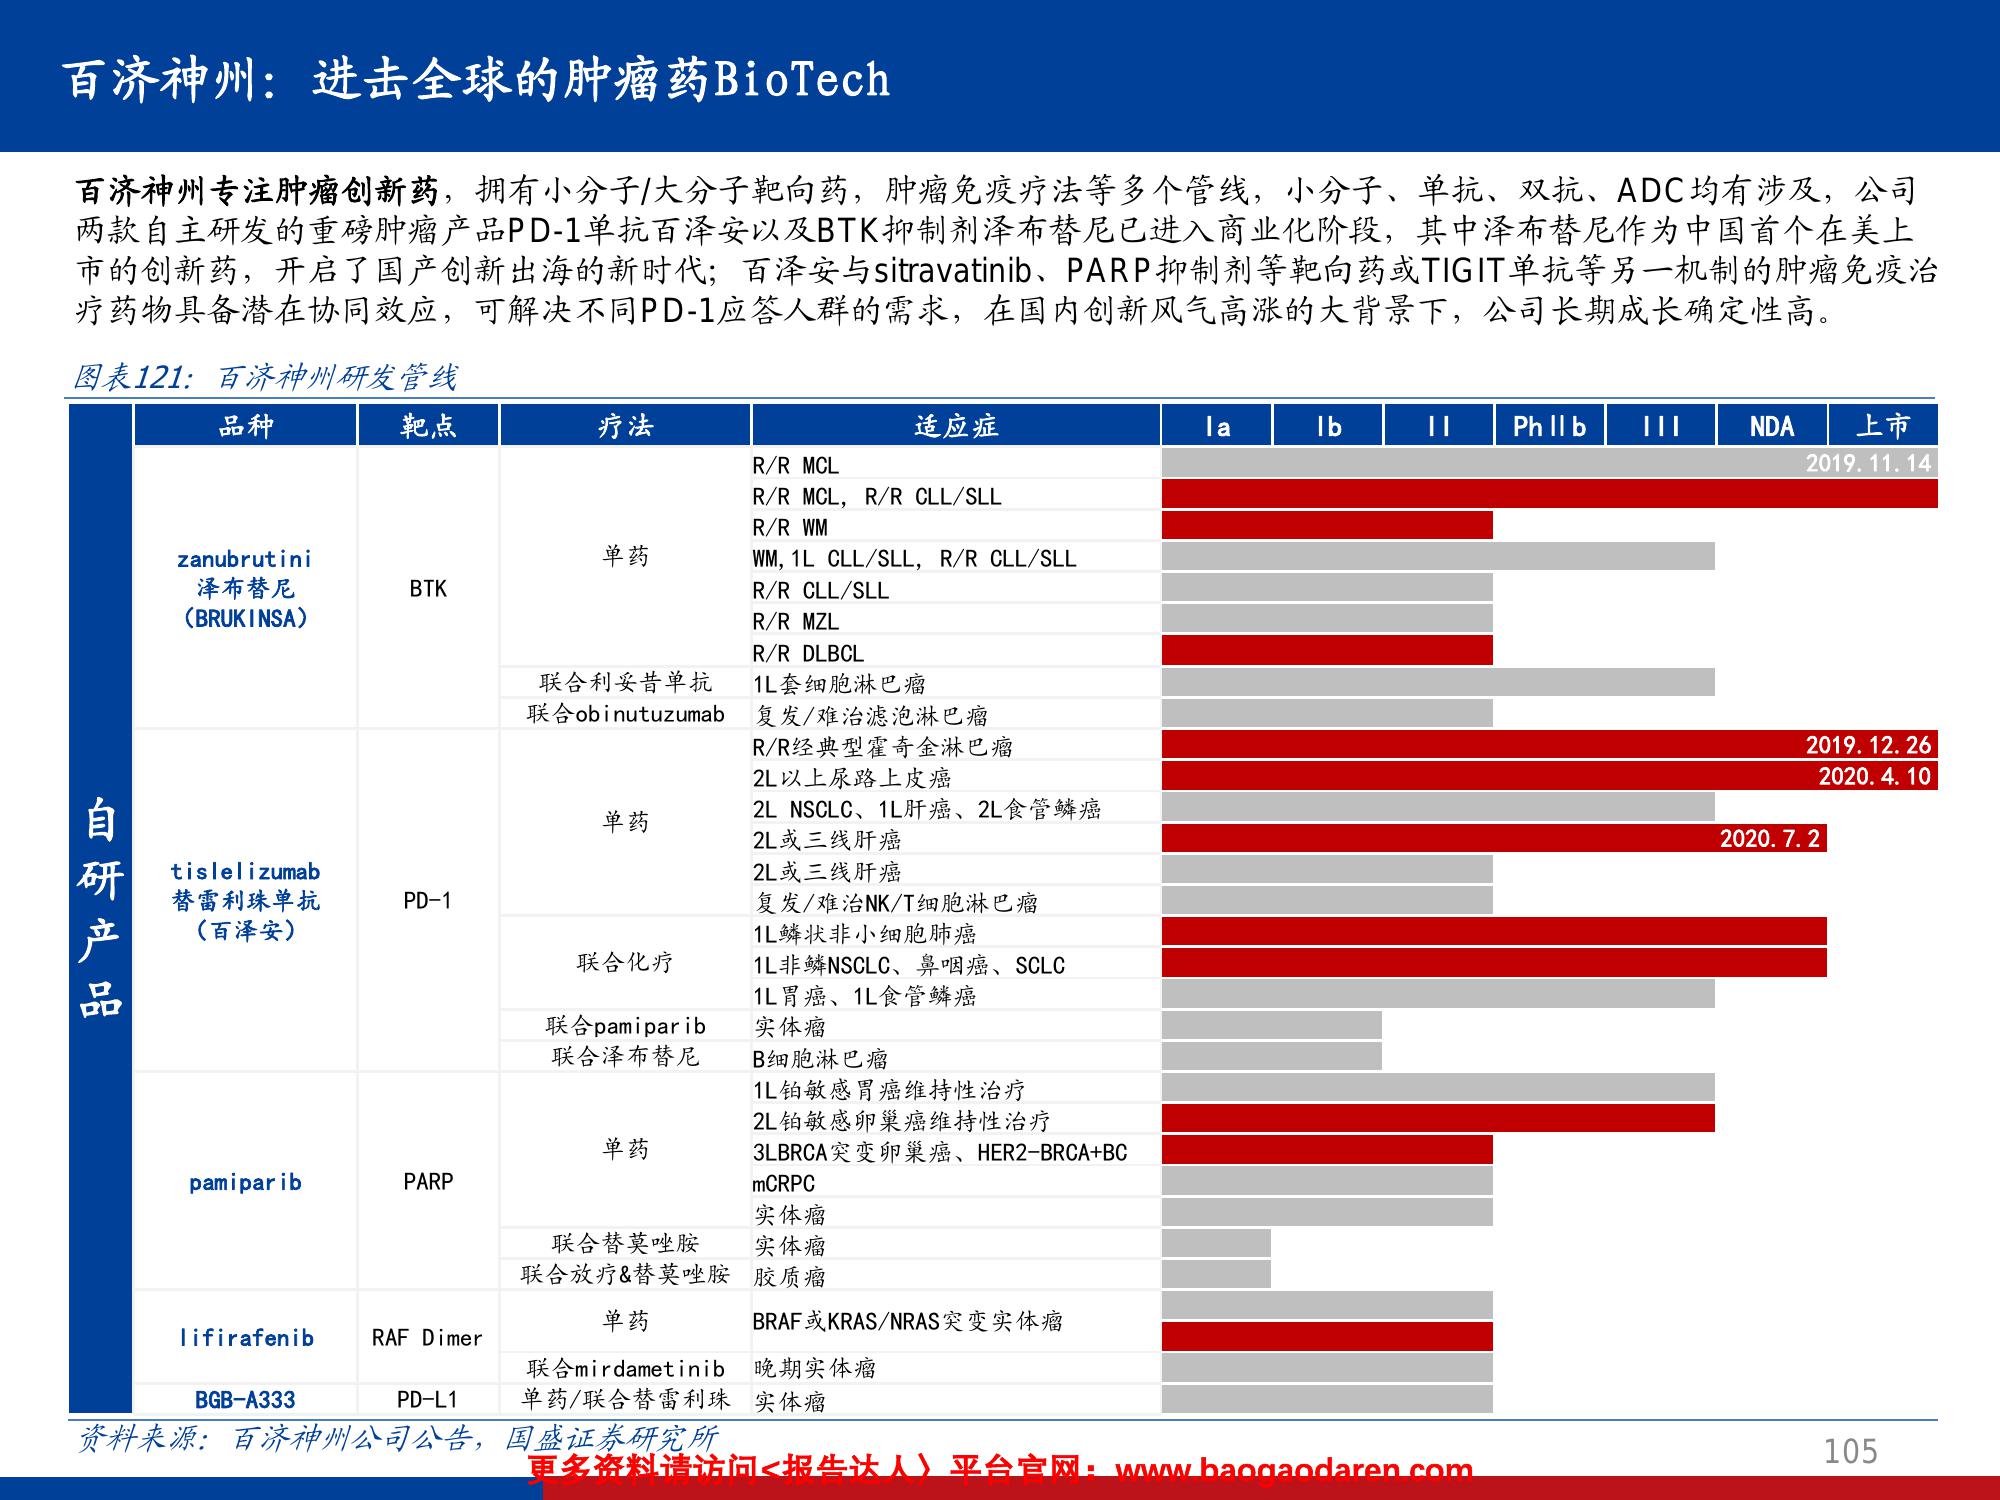 百济神州：进击全球的肿瘤药BioTech
百济神州专注肿瘤创新药，拥有小分子/大分子靶向药，肿瘤免疫疗法等多个管线，小分子、单抗、双抗、ADC均有涉及，公司
两款自主研发的重磅肿瘤产品PD-1单抗百泽安以及BTK抑制剂泽布替尼已进入商业化阶段，其中泽布替尼作为中国首个在美上
市的创新药，开启了国产创新出海的新时代；百泽安与sitravatinib、PARP抑制剂等靶向药或TIGIT单抗等另一机制的肿瘤免疫治
疗药物具备潜在协同效应，可解决不同PD-1应答人群的需求，在国内创新风气高涨的大背景下，公司长期成长确定性高。
图表121：百济神州研发管线
品种 靶点 疗法 适应症 Ia Ib II PhIIb III NDA 上市
自研产品
zanubrutini
泽布替尼
（BRUKINSA）
BTK
单药
R/R MCL 2019.11.14
R/R MCL, R/R CLL/SLL
R/R WM
WM,1L CLL/SLL, R/R CLL/SLL
R/R CLL/SLL
R/R MZL
R/R DLBCL
联合利妥昔单抗 1L套细胞淋巴瘤
联合obinutuzumab 复发/难治滤泡淋巴瘤
tislelizumab
替雷利珠单抗
（百泽安）
PD-1
单药
R/R经典型霍奇金淋巴瘤 2019.12.26
2L以上尿路上皮癌 2020.4.10
2L NSCLC、1L肝癌、2L食管鳞癌
2L或三线肝癌 2020.7.2
2L或三线肝癌
复发/难治NK/T细胞淋巴瘤
联合化疗
1L鳞状非小细胞肺癌
1L非鳞NSCLC、鼻咽癌、SCLC
1L胃癌、1L食管鳞癌
联合pamiparib 实体瘤
联合泽布替尼 B细胞淋巴瘤
pamiparib
PARP
单药
1L铂敏感胃癌维持性治疗
2L铂敏感卵巢癌维持性治疗
3LBRCA突变卵巢癌、HER2-BRCA+BC
mCRPC
实体瘤
联合替莫唑胺 实体瘤
联合放疗&替莫唑胺 胶质瘤
lifirafenib
RAF Dimer
单药 BRAF或KRAS/NRAS突变实体瘤
联合mirdametinib 晚期实体瘤
BGB-A333 PD-L1 单药/联合替雷利珠 实体瘤
资料来源：百济神州公司公告，国盛证券研究所
105
更多资料请访问<报告达人〉平台官网：www.baogaodaren.com